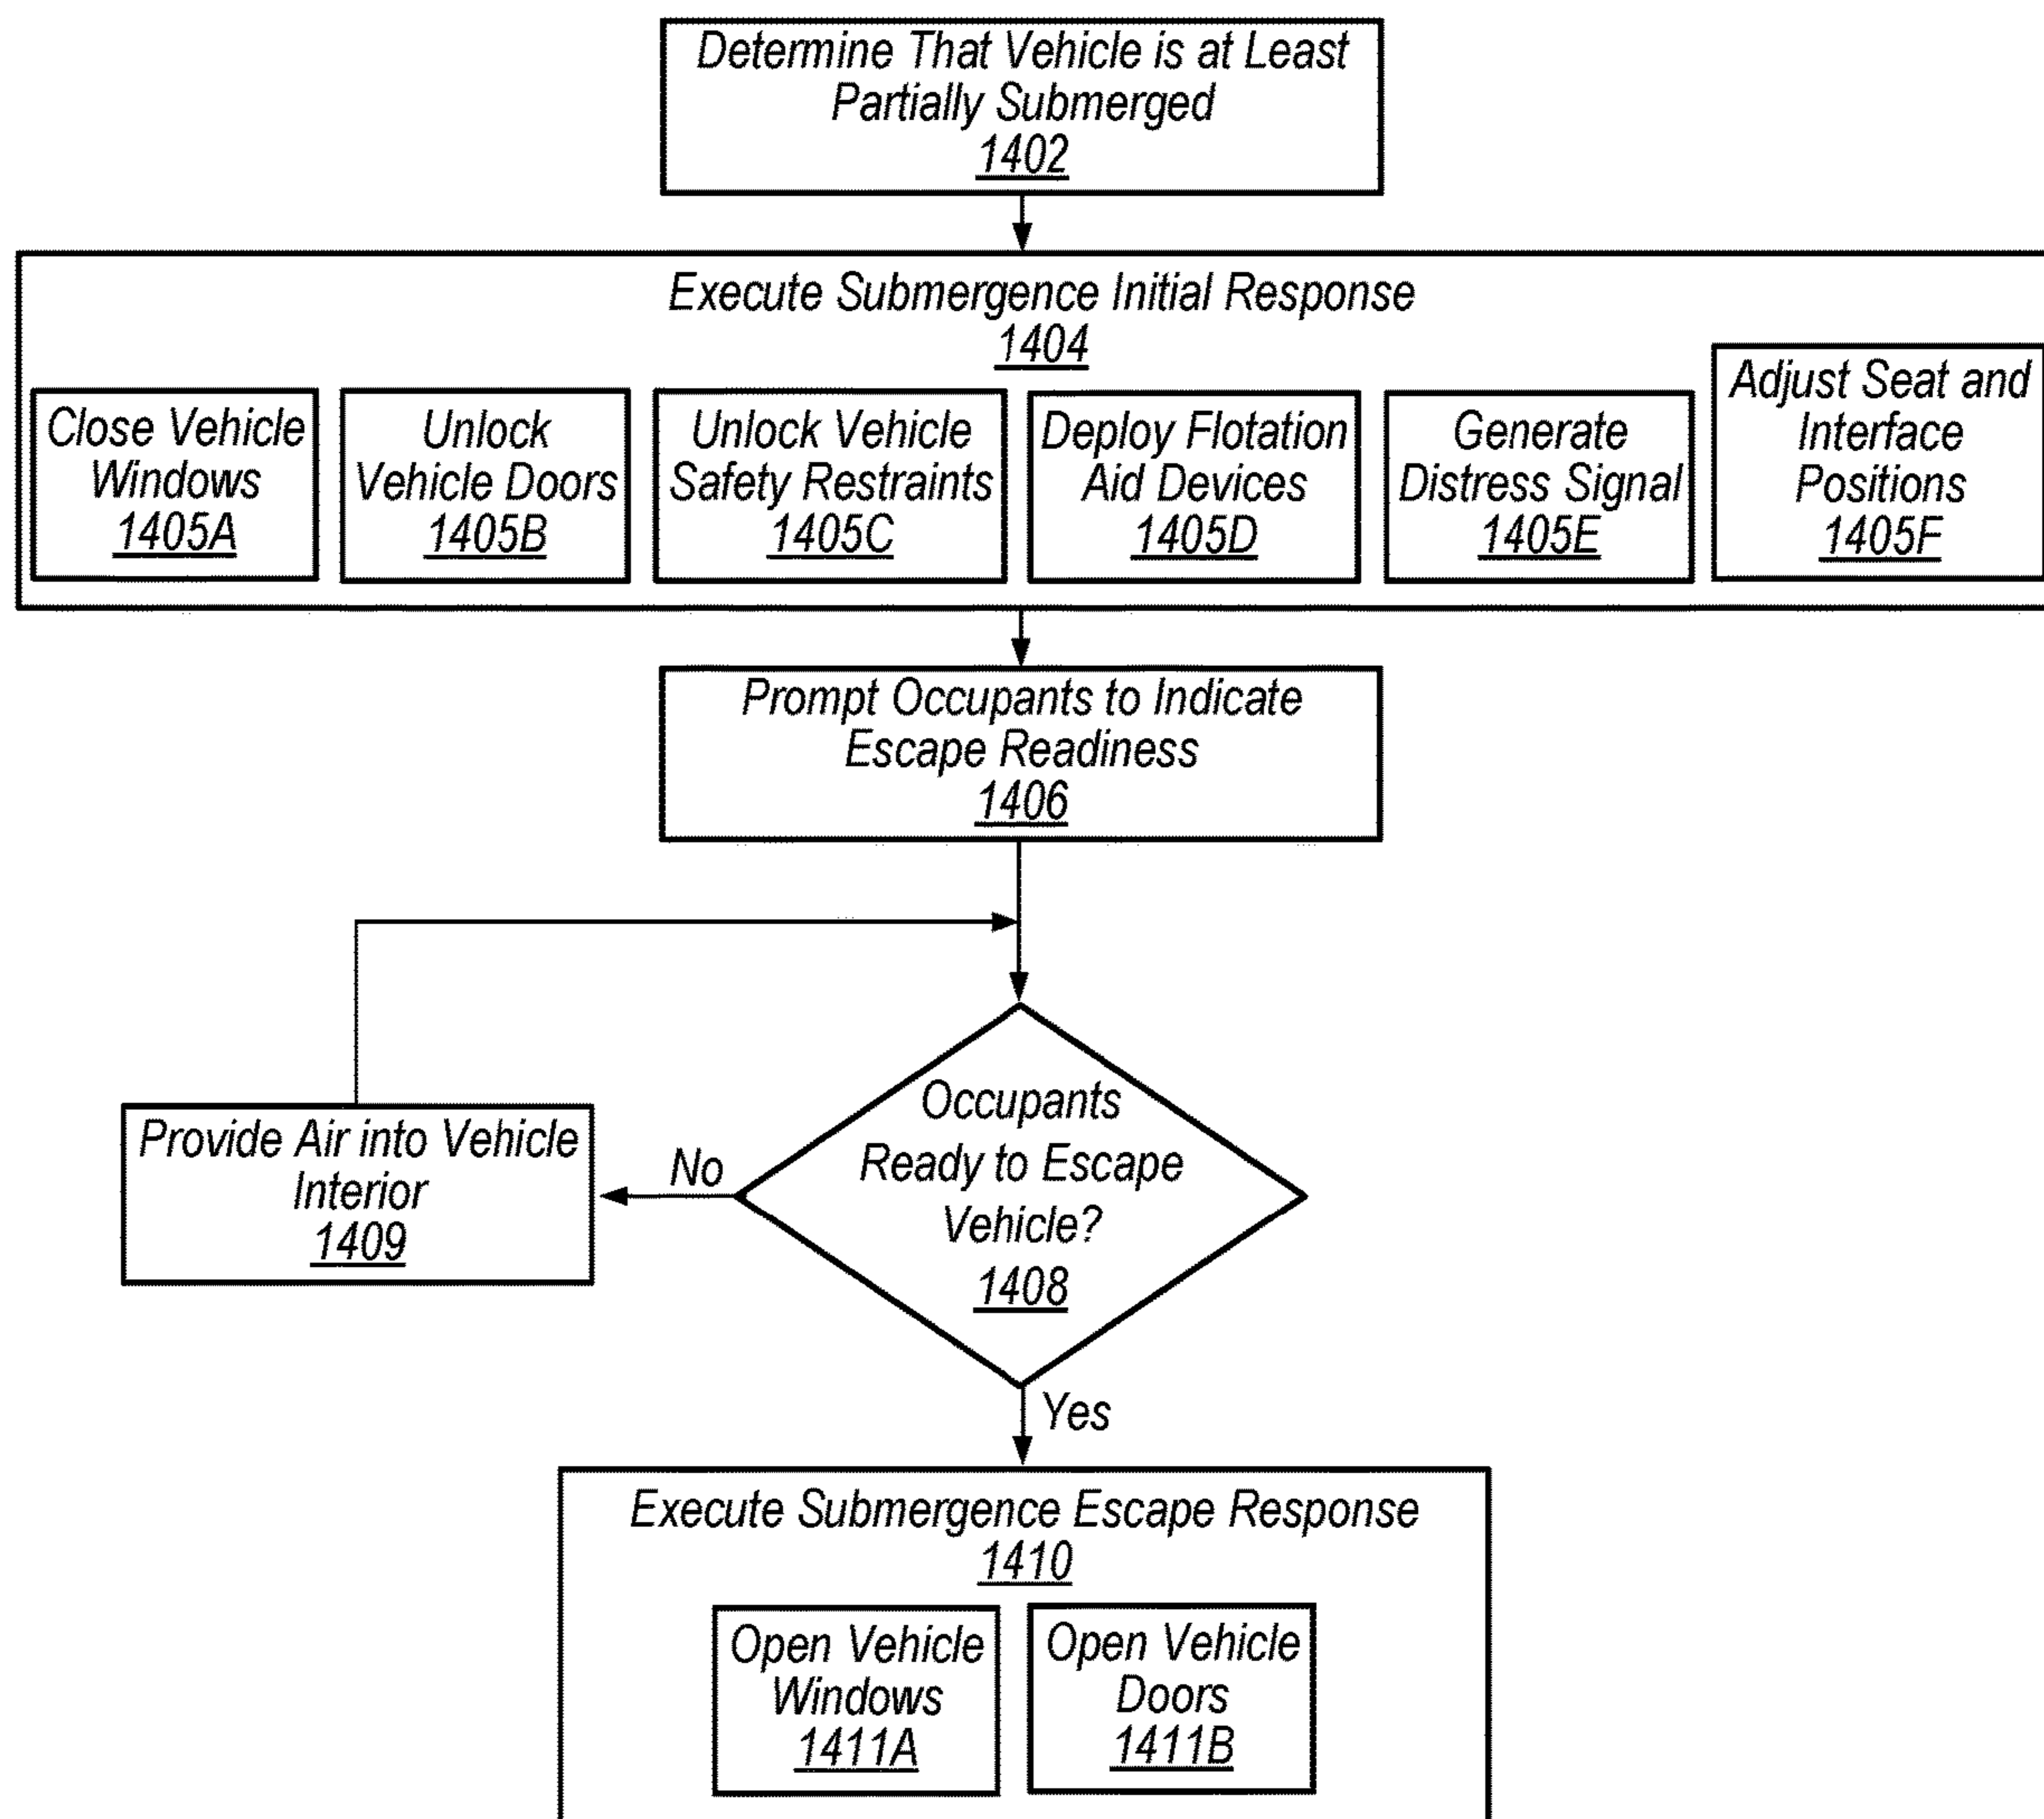 Determine That Vehicle is at Least
Partially Submerged
1402
Execute Submergence Initial Response
1404
Close Vehicle
Windows
1405A
Unlock
Vehicle Doors
1405B
Unlock Vehicle
Safety Restraints
1405C
Deploy Flotation
Aid Devices
1405D
Generate
Distress Signal
1405E
Adjust Seat and
Interface
Positions
1405F
Prompt Occupants to Indicate
Escape Readiness
1406
Occupants
Ready to Escape
Vehicle?
1408
No
Provide Air into Vehicle
Interior
1409
Yes
Execute Submergence Escape Response
1410
Open Vehicle
Windows
1411A
Open Vehicle
Doors
1411B